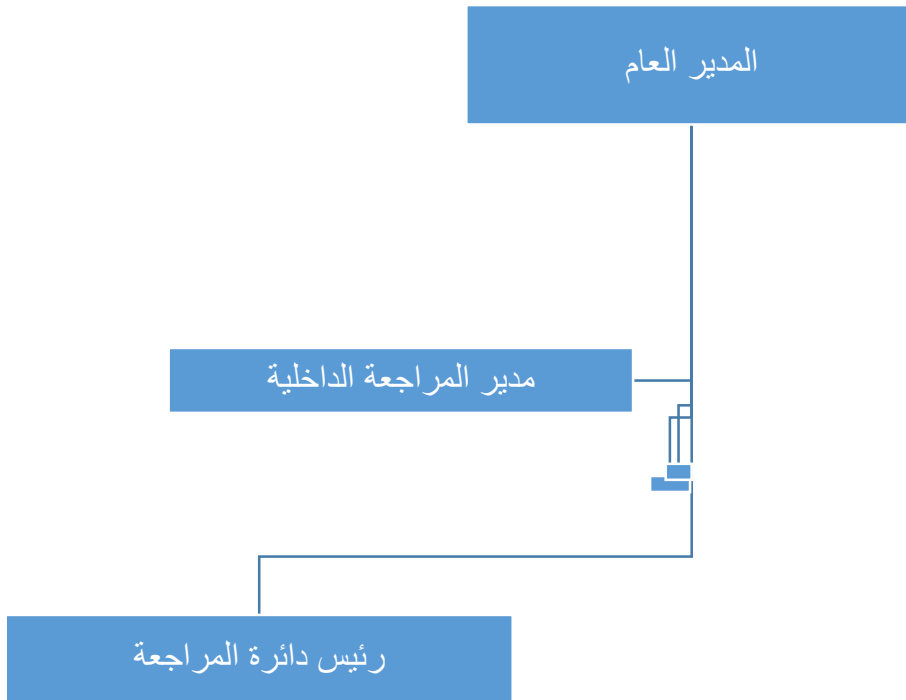 المدير العام
مدير المراجعة الداخلية
رئيس دائرة المراجعة